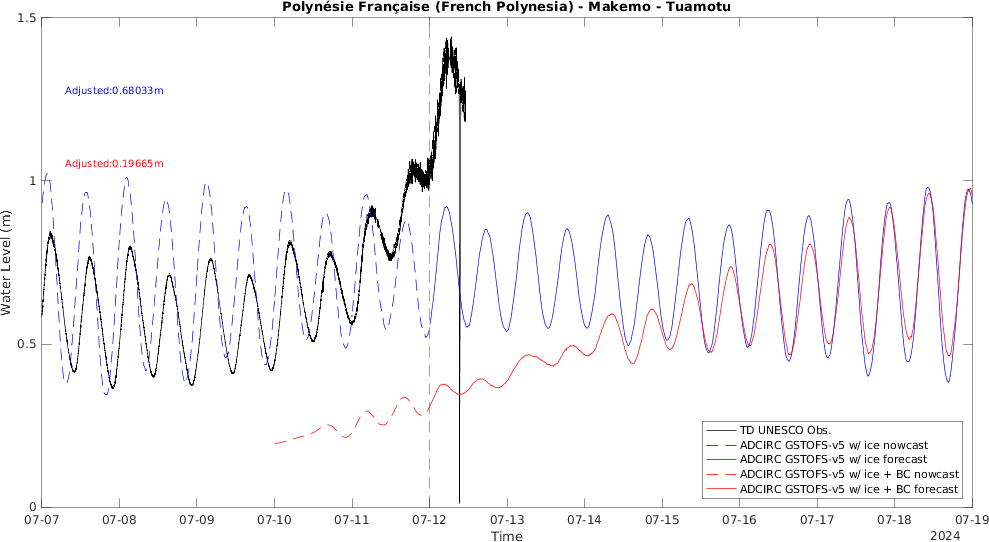 Polynésie Française (French Polynesia) - Makemo - Tuamotu
1.5
Adjusted:0.68033m
Adjusted:0.19665m
1
Water Level (m)
0.5
0
TD UNESCO Obs.
ADCIRC GSTOFS-v5 w/ ice nowcast
ADCIRC GSTOFS-v5 w/ ice forecast
ADCIRC GSTOFS-v5 w/ ice + BC nowcast
ADCIRC GSTOFS-v5 w/ ice + BC forecast
07-07 07-08 07-09 07-10 07-11 07-12 07-13 07-14 07-15 07-16 07-17 07-18 07-19
Time
2024